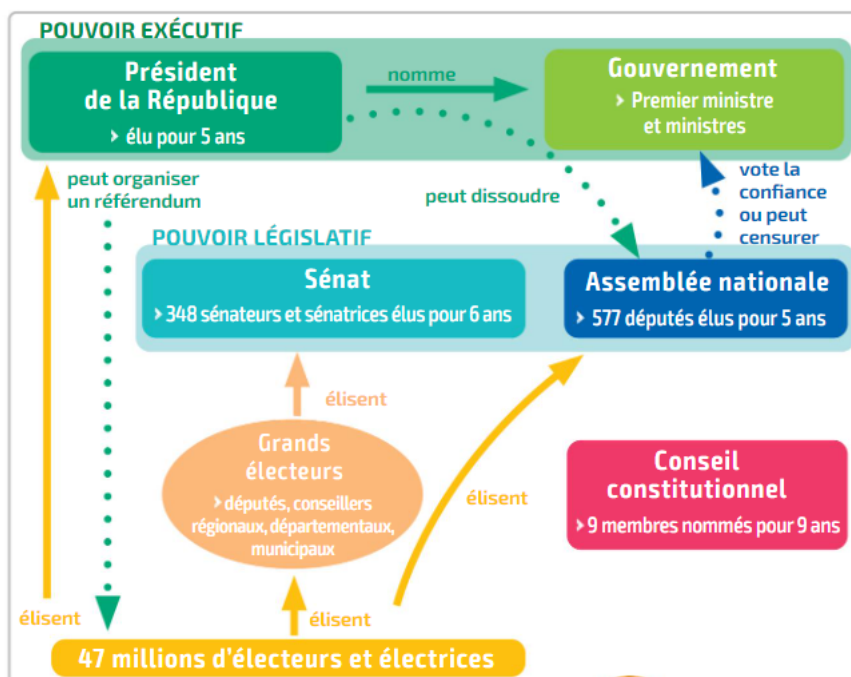 POUVOIR EXÉCUTIF
Président
de la République
> élu pour 5 ans
nomme
Gouvernement
> Premier ministre
et ministres
peut organiser
un référendum
peut dissoudre
vote la
confiance
ou peut
censurer
POUVOIR LÉGISLATIF
Sénat
> 348 sénateurs et sénatrices élus pour 6 ans
Assemblée nationale
> 577 députés élus pour 5 ans
élisent
Grands
électeurs
> députés, conseillers
régionaux, départementaux,
municipaux
élisent
Conseil
constitutionnel
> 9 membres nommés pour 9 ans
élisent
élisent
47 millions d'électeurs et électrices